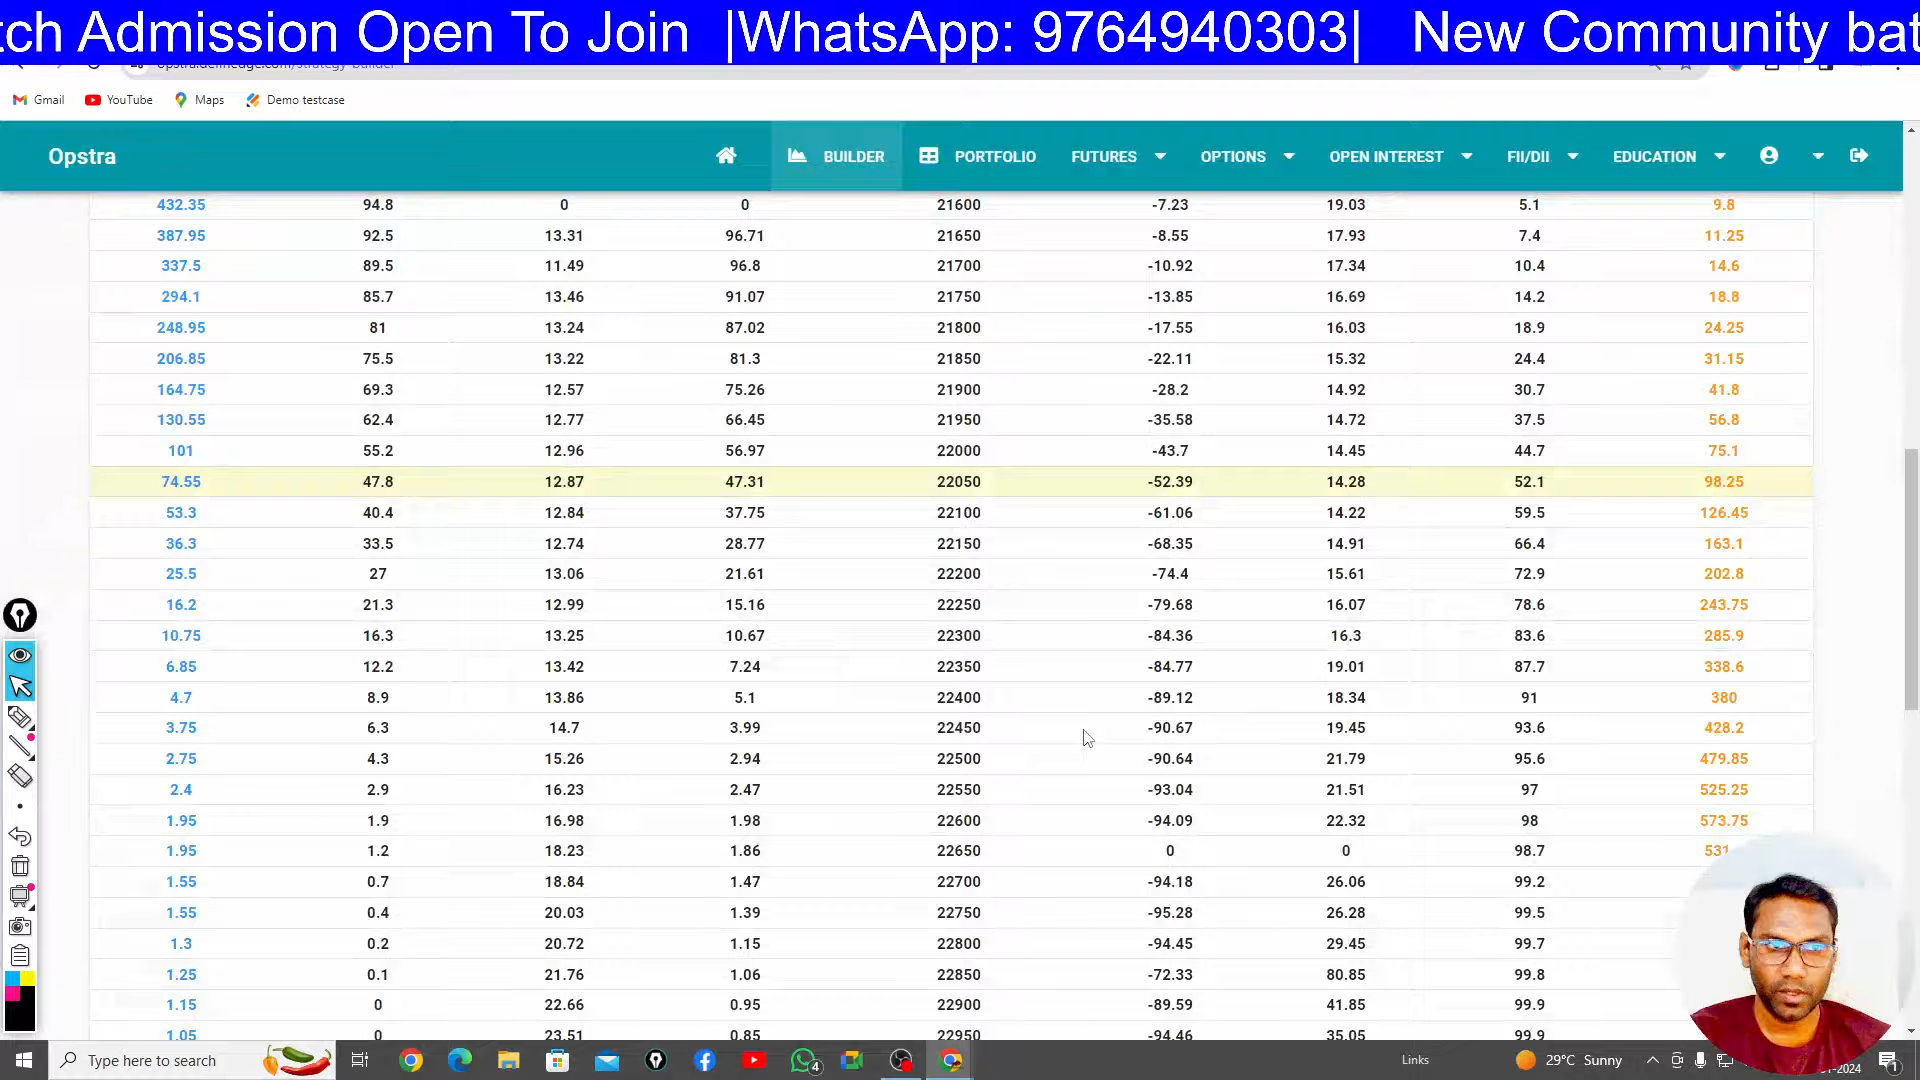 tch Admission Open To Join |WhatsApp: 9764940303| New Community bat
opstra.definedge.com/strategy-builder
Gmail YouTube Maps Demo testcase
Opstra BUILDER PORTFOLIO FUTURES OPTIONS OPEN INTEREST FII/DII EDUCATION
432.35 94.8 0 0 21600 -7.23 19.03 5.1 9.8
387.95 92.5 13.31 96.71 21650 -8.55 17.93 7.4 11.25
337.5 89.5 11.49 96.8 21700 -10.92 17.34 10.4 14.6
294.1 85.7 13.46 91.07 21750 -13.85 16.69 14.2 18.8
248.95 81 13.24 87.02 21800 -17.55 16.03 18.9 24.25
206.85 75.5 13.22 81.3 21850 -22.11 15.32 24.4 31.15
164.75 69.3 12.57 75.26 21900 -28.2 14.92 30.7 41.8
130.55 62.4 12.77 66.45 21950 -35.58 14.72 37.5 56.8
101 55.2 12.96 56.97 22000 -43.7 14.45 44.7 75.1
74.55 47.8 12.87 47.31 22050 -52.39 14.28 52.1 98.25
53.3 40.4 12.84 37.75 22100 -61.06 14.22 59.5 126.45
36.3 33.5 12.74 28.77 22150 -68.35 14.91 66.4 163.1
25.5 27 13.06 21.61 22200 -74.4 15.61 72.9 202.8
16.2 21.3 12.99 15.16 22250 -79.68 16.07 78.6 243.75
10.75 16.3 13.25 10.67 22300 -84.36 16.3 83.6 285.9
6.85 12.2 13.42 7.24 22350 -84.77 19.01 87.7 338.6
4.7 8.9 13.86 5.1 22400 -89.12 18.34 91 380
3.75 6.3 14.7 3.99 22450 -90.67 19.45 93.6 428.2
2.75 4.3 15.26 2.94 22500 -90.64 21.79 95.6 479.85
2.4 2.9 16.23 2.47 22550 -93.04 21.51 97 525.25
1.95 1.9 16.98 1.98 22600 -94.09 22.32 98 573.75
1.95 1.2 18.23 1.86 22650 0 0 98.7 531
1.55 0.7 18.84 1.47 22700 -94.18 26.06 99.2
1.55 0.4 20.03 1.39 22750 -95.28 26.28 99.5
1.3 0.2 20.72 1.15 22800 -94.45 29.45 99.7
1.25 0.1 21.76 1.06 22850 -72.33 80.85 99.8
1.15 0 22.66 0.95 22900 -89.59 41.85 99.9
1.05 0 23.51 0.85 22950 -94.46 35.05 99.9
Type here to search 4 Links 29°C Sunny 1
-2024